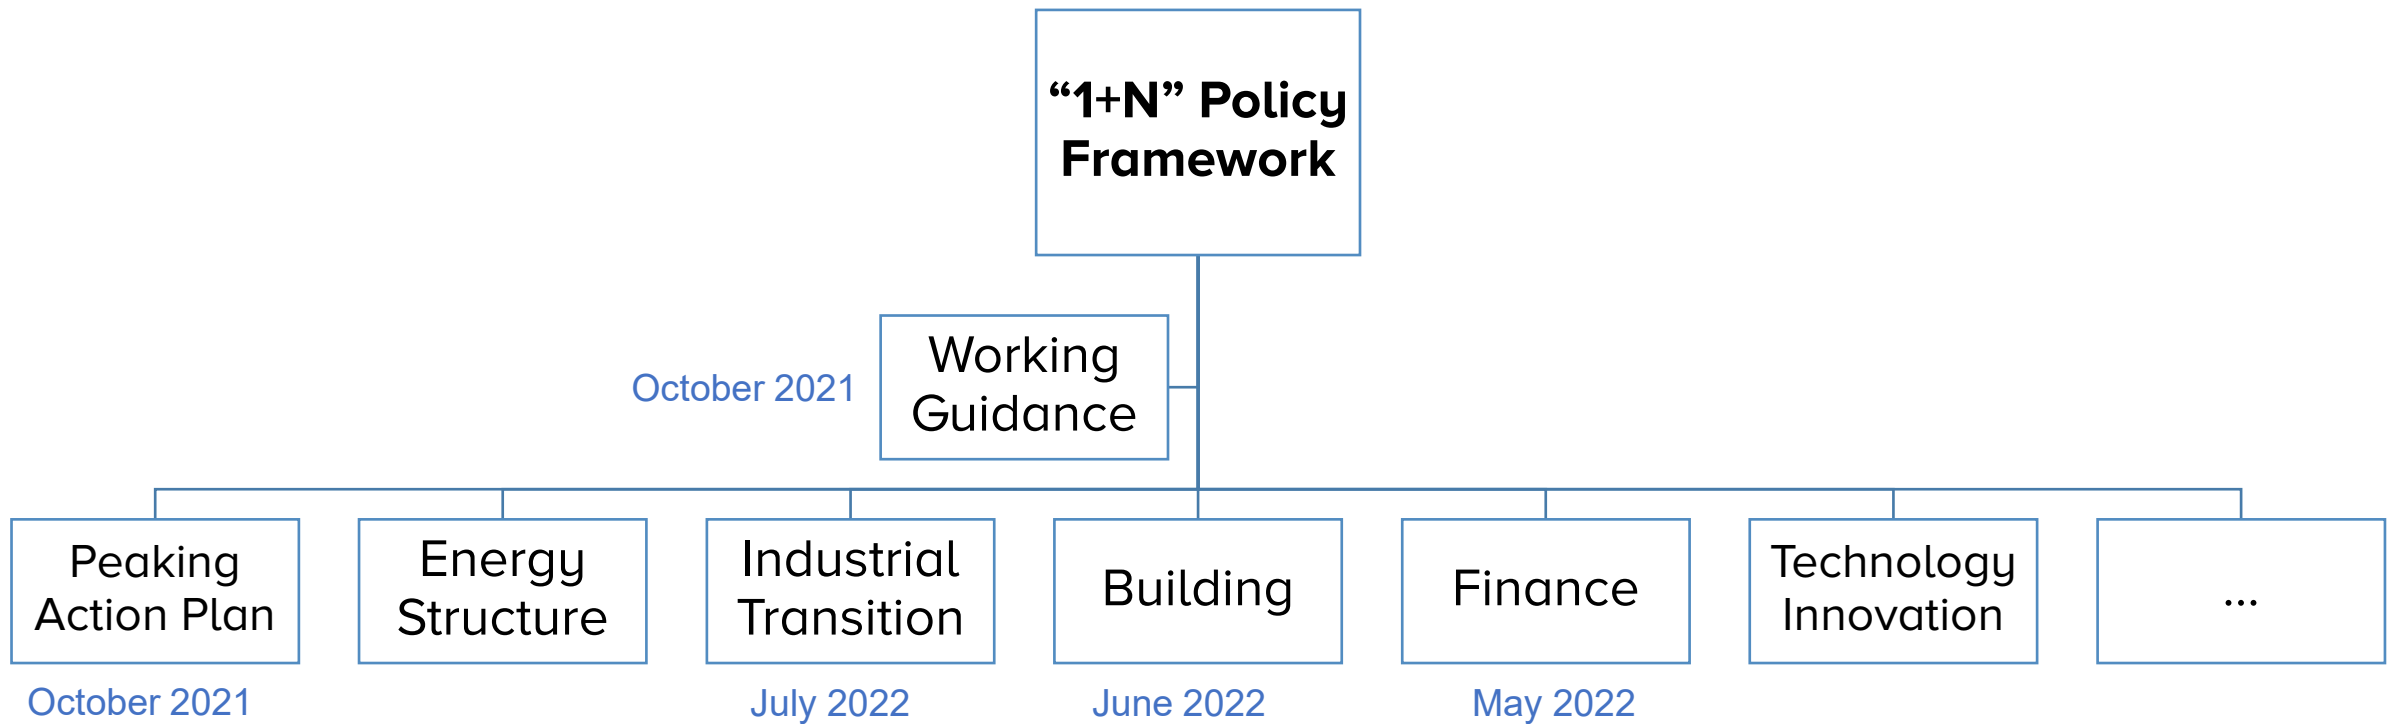 “1+N” Policy
Framework
October 2021
Working
Guidance
Peaking
Action Plan
October 2021
Energy
Structure
Industrial
Transition
July 2022
Building
June 2022
Finance
May 2022
Technology
Innovation
...